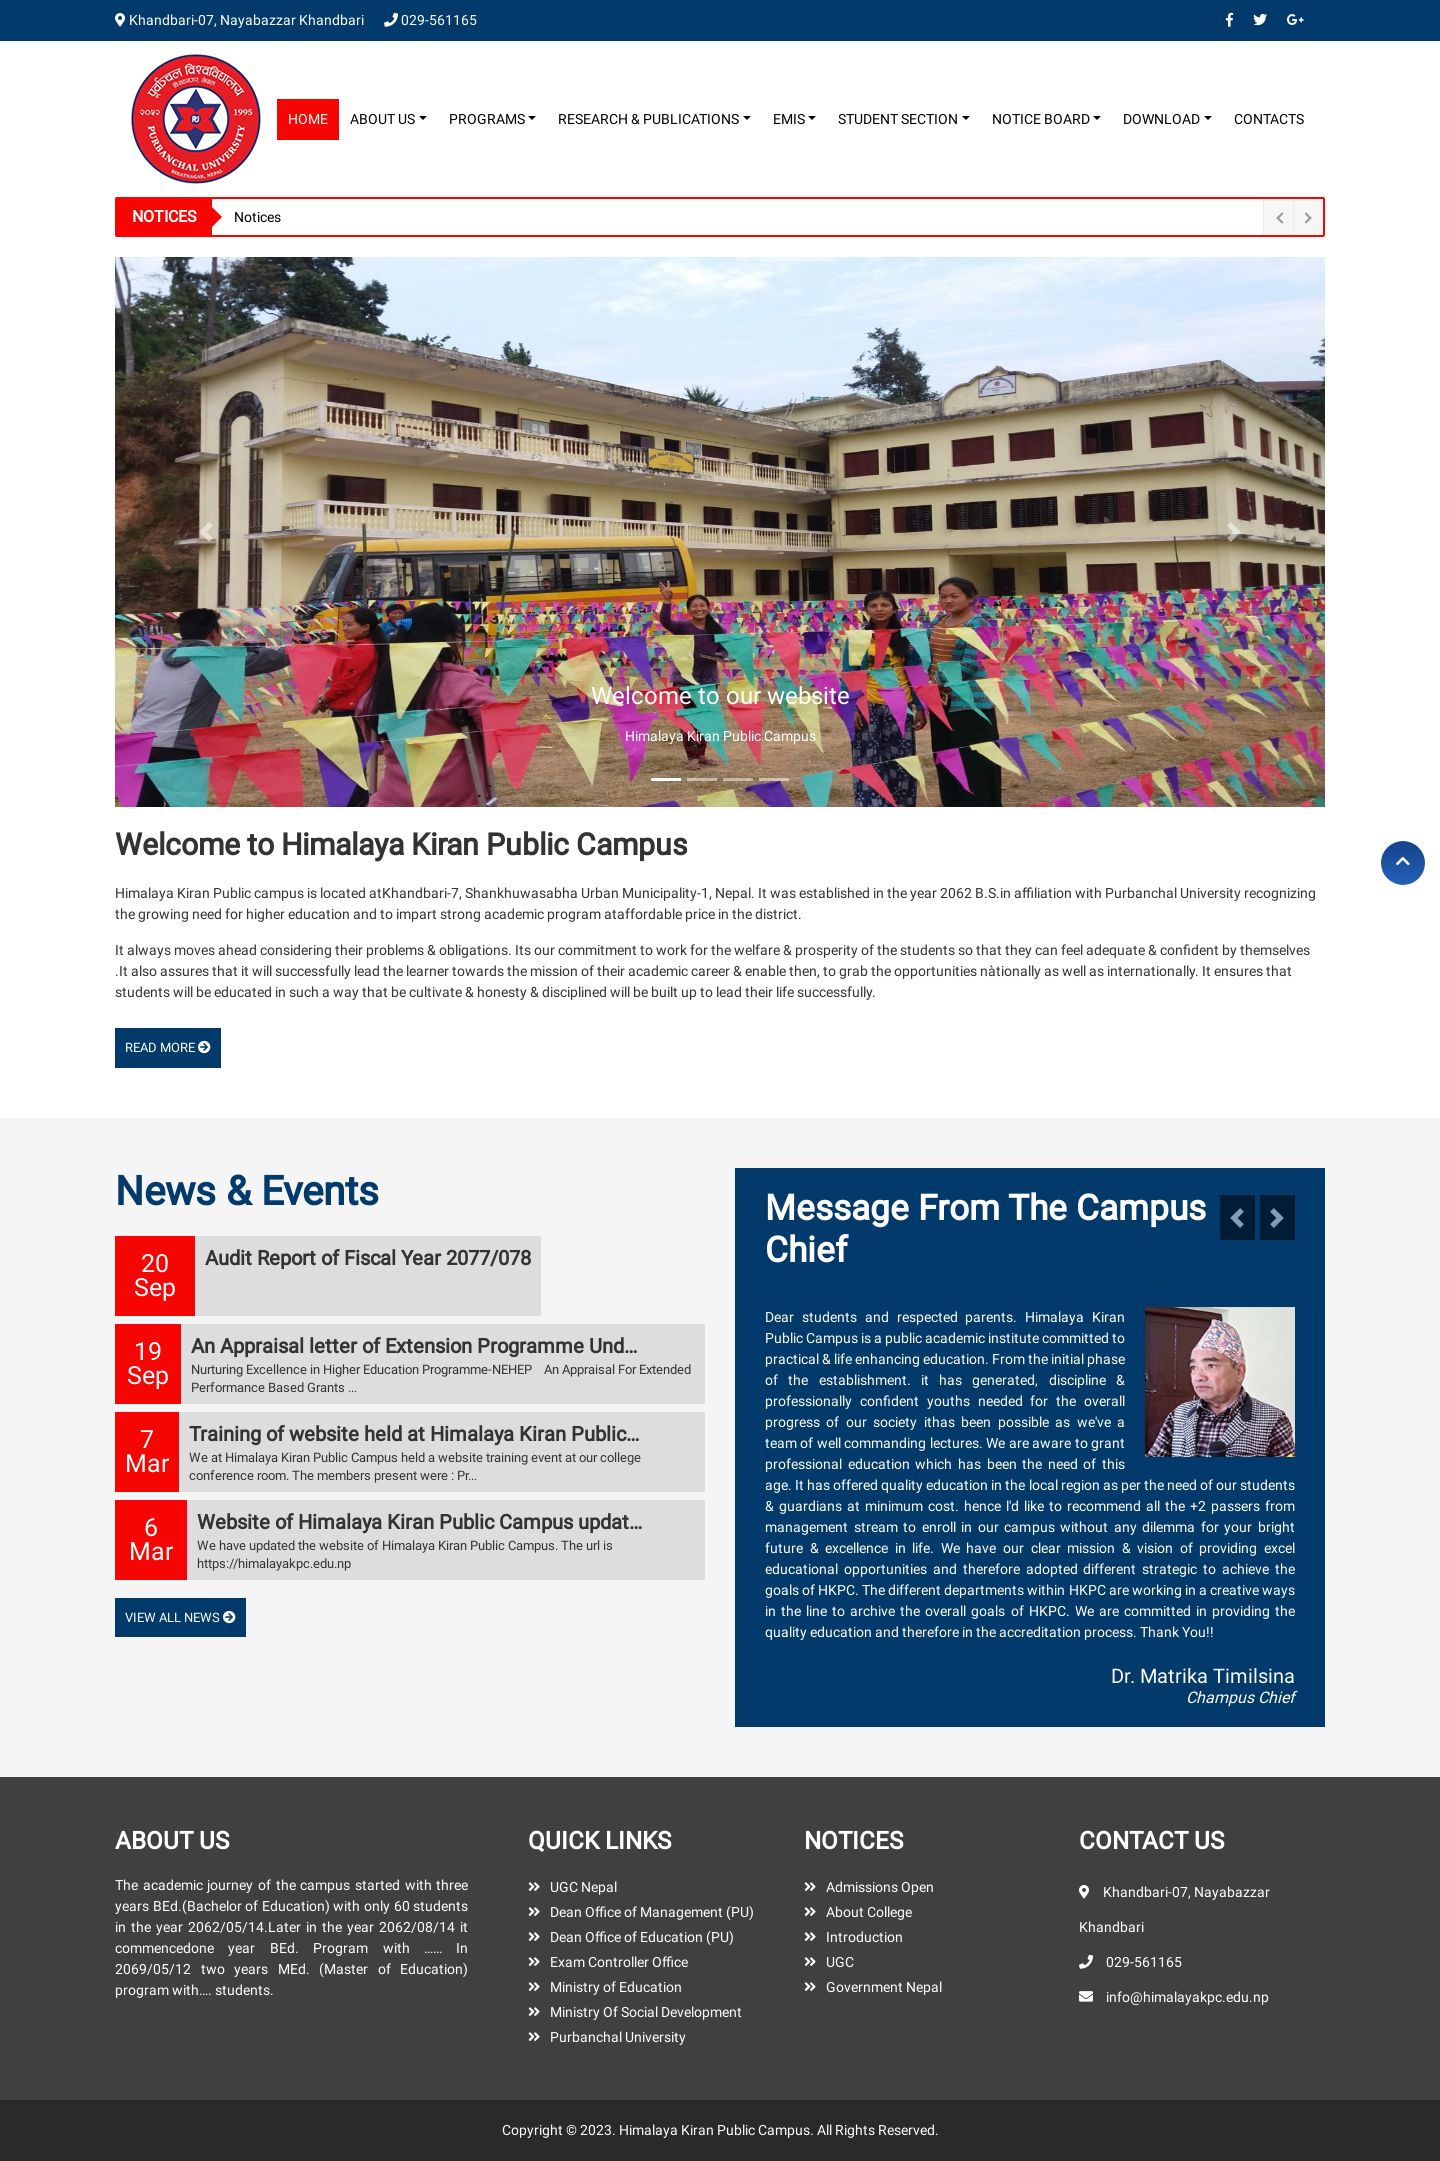 Khandbari-07, Nayabazzar Khandbari 029-561165
पूर्वाञ्चल विश्वविद्यालय
२०५२ 1995
PU
PURBANCHAL UNIVERSITY
BIRATNAGAR, NEPAL
HOME ABOUT US PROGRAMS RESEARCH & PUBLICATIONS EMIS STUDENT SECTION NOTICE BOARD DOWNLOAD CONTACTS
NOTICES Notices
Welcome to our website
Himalaya Kiran Public Campus
Welcome to Himalaya Kiran Public Campus
Himalaya Kiran Public campus is located atKhandbari-7, Shankhuwasabha Urban Municipality-1, Nepal. It was established in the year 2062 B.S.in affiliation with Purbanchal University recognizing
the growing need for higher education and to impart strong academic program ataffordable price in the district.
It always moves ahead considering their problems & obligations. Its our commitment to work for the welfare & prosperity of the students so that they can feel adequate & confident by themselves
.It also assures that it will successfully lead the learner towards the mission of their academic career & enable then, to grab the opportunities nàtionally as well as internationally. It ensures that
students will be educated in such a way that be cultivate & honesty & disciplined will be built up to lead their life successfully.
READ MORE
News & Events
20
Sep
Audit Report of Fiscal Year 2077/078
19
Sep
An Appraisal letter of Extension Programme Und...
Nurturing Excellence in Higher Education Programme-NEHEP An Appraisal For Extended
Performance Based Grants ...
7
Mar
Training of website held at Himalaya Kiran Public...
We at Himalaya Kiran Public Campus held a website training event at our college
conference room. The members present were : Pr...
6
Mar
Website of Himalaya Kiran Public Campus updat...
We have updated the website of Himalaya Kiran Public Campus. The url is
https://himalayakpc.edu.np
VIEW ALL NEWS
Message From The Campus
Chief
Dear students and respected parents. Himalaya Kiran
Public Campus is a public academic institute committed to
practical & life enhancing education. From the initial phase
of the establishment. it has generated, discipline &
professionally confident youths needed for the overall
progress of our society ithas been possible as we've a
team of well commanding lectures. We are aware to grant
professional education which has been the need of this
age. It has offered quality education in the local region as per the need of our students
& guardians at minimum cost. hence I'd like to recommend all the +2 passers from
management stream to enroll in our campus without any dilemma for your bright
future & excellence in life. We have our clear mission & vision of providing excel
educational opportunities and therefore adopted different strategic to achieve the
goals of HKPC. The different departments within HKPC are working in a creative ways
in the line to archive the overall goals of HKPC. We are committed in providing the
quality education and therefore in the accreditation process. Thank You!!
Dr. Matrika Timilsina
Champus Chief
ABOUT US
The academic journey of the campus started with three
years BEd.(Bachelor of Education) with only 60 students
in the year 2062/05/14.Later in the year 2062/08/14 it
commencedone year BEd. Program with ...... In
2069/05/12 two years MEd. (Master of Education)
program with.... students.
QUICK LINKS
UGC Nepal
Dean Office of Management (PU)
Dean Office of Education (PU)
Exam Controller Office
Ministry of Education
Ministry Of Social Development
Purbanchal University
NOTICES
Admissions Open
About College
Introduction
UGC
Government Nepal
CONTACT US
Khandbari-07, Nayabazzar
Khandbari
029-561165
info@himalayakpc.edu.np
Copyright © 2023. Himalaya Kiran Public Campus. All Rights Reserved.